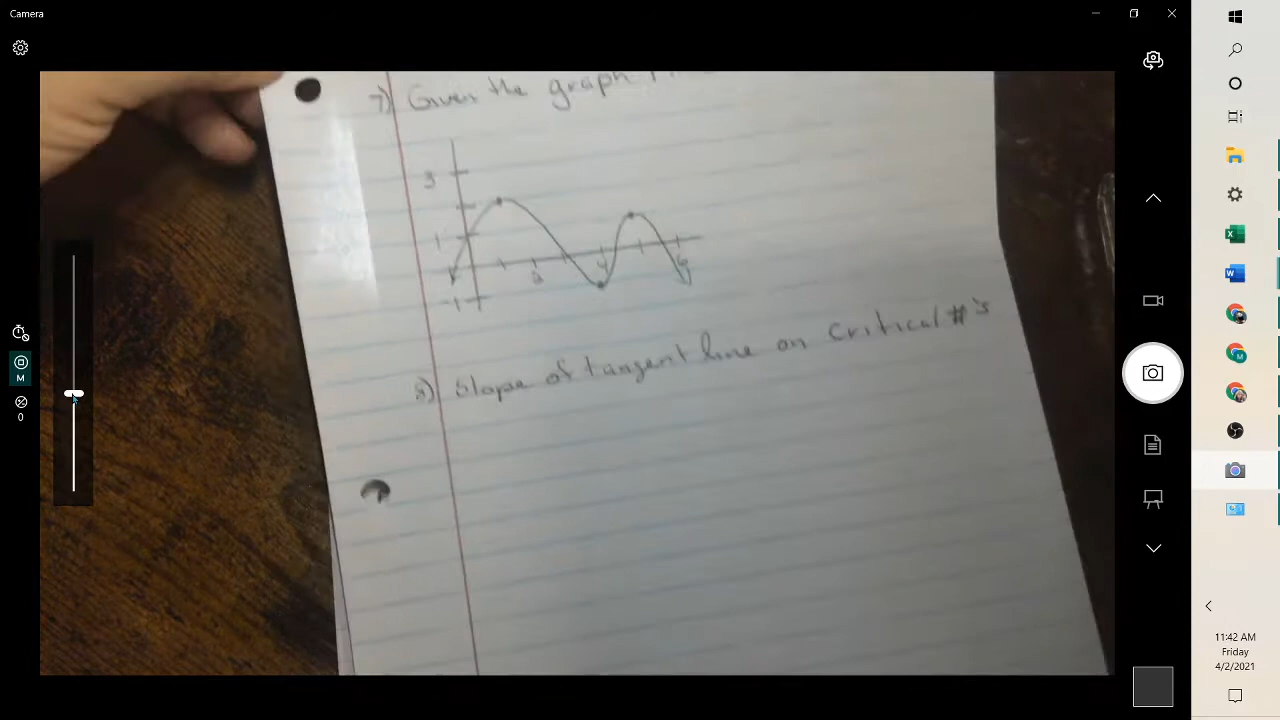 Camera
7) Given the graph
3
1
2
4
6
-1
8) Slope of tangent line on Critical #'s
M
0
11:42 AM
Friday
4/2/2021